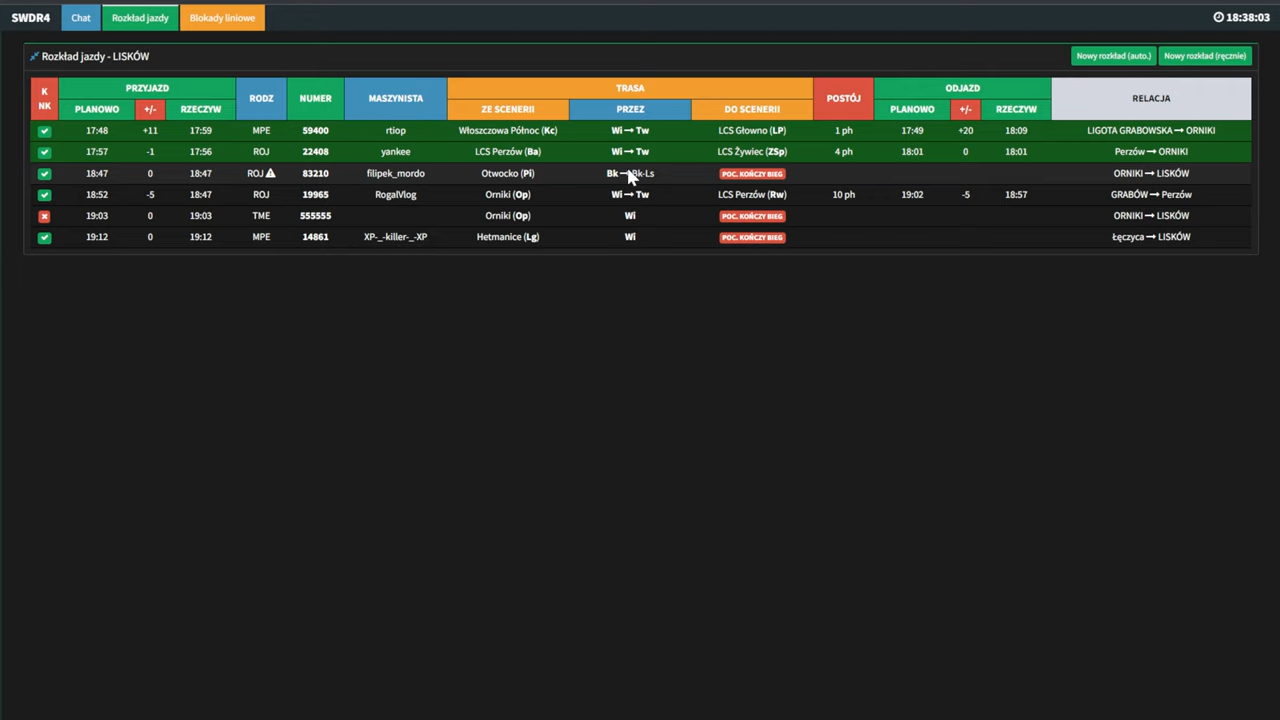 SWDR4 Chat Rozkład jazdy Blokady liniowe 18:38:03
Rozkład jazdy - LISKÓW Nowy rozkład (auto.) Nowy rozkład (ręcznie)
K NK PRZYJAZD RODZ NUMER MASZYNISTA TRASA POSTÓJ ODJAZD RELACJA
PLANOWO +/- RZECZYW ZE SCENERII PRZEZ DO SCENERII PLANOWO +/- RZECZYW
17:48 +11 17:59 MPE 59400 rtiop Włoszczowa Północ (Kc) Wi → Tw LCS Głowno (LP) 1 ph 17:49 +20 18:09 LIGOTA GRABOWSKA → ORNIKI
17:57 -1 17:56 ROJ 22408 yankee LCS Perzów (Ba) Wi → Tw LCS Żywiec (ZSp) 4 ph 18:01 0 18:01 Perzów → ORNIKI
18:47 0 18:47 ROJ 83210 filipek_mordo Otwocko (Pi) Bk → Bk-Ls POC. KOŃCZY BIEG ORNIKI → LISKÓW
18:52 -5 18:47 ROJ 19965 RogalVlog Orniki (Op) Wi → Tw LCS Perzów (Rw) 10 ph 19:02 -5 18:57 GRABÓW → Perzów
19:03 0 19:03 TME 555555 Orniki (Op) Wi POC. KOŃCZY BIEG ORNIKI → LISKÓW
19:12 0 19:12 MPE 14861 XP-_-killer-_-XP Hetmanice (Lg) Wi POC. KOŃCZY BIEG Łęczyca → LISKÓW